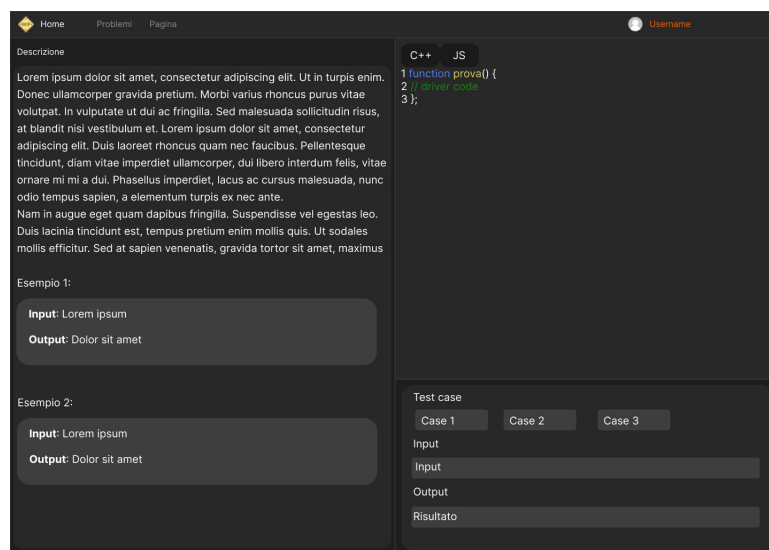 WIP
Home Problemi Pagina Username
Descrizione
Lorem ipsum dolor sit amet, consectetur adipiscing elit. Ut in turpis enim.
Donec ullamcorper gravida pretium. Morbi varius rhoncus purus vitae
volutpat. In vulputate ut dui ac fringilla. Sed malesuada sollicitudin risus,
at blandit nisi vestibulum et. Lorem ipsum dolor sit amet, consectetur
adipiscing elit. Duis laoreet rhoncus quam nec faucibus. Pellentesque
tincidunt, diam vitae imperdiet ullamcorper, dui libero interdum felis, vitae
ornare mi mi a dui. Phasellus imperdiet, lacus ac cursus malesuada, nunc
odio tempus sapien, a elementum turpis ex nec ante.
Nam in augue eget quam dapibus fringilla. Suspendisse vel egestas leo.
Duis lacinia tincidunt est, tempus pretium enim mollis quis. Ut sodales
mollis efficitur. Sed at sapien venenatis, gravida tortor sit amet, maximus
Esempio 1:
Input: Lorem ipsum
Output: Dolor sit amet
Esempio 2:
Input: Lorem ipsum
Output: Dolor sit amet
C++ JS
1 function prova() {
2 // driver code
3 };
Test case
Case 1 Case 2 Case 3
Input
Input
Output
Risultato